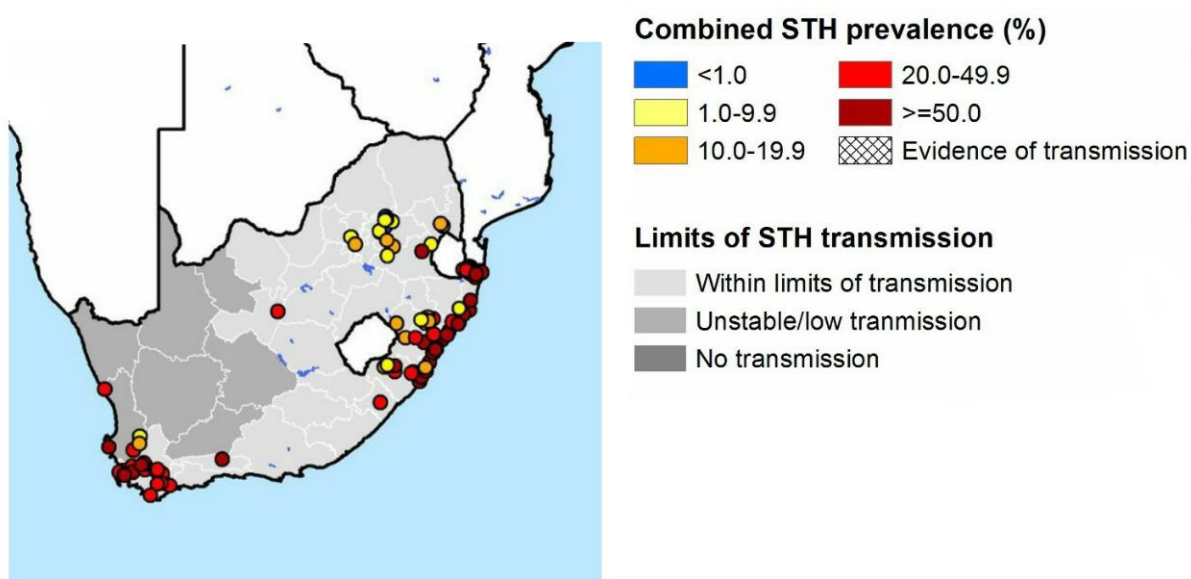 Combined STH prevalence (%)
<1.0
20.0-49.9
1.0-9.9
>=50.0
10.0-19.9
Evidence of transmission
Limits of STH transmission
Within limits of transmission
Unstable/low tranmission
No transmission